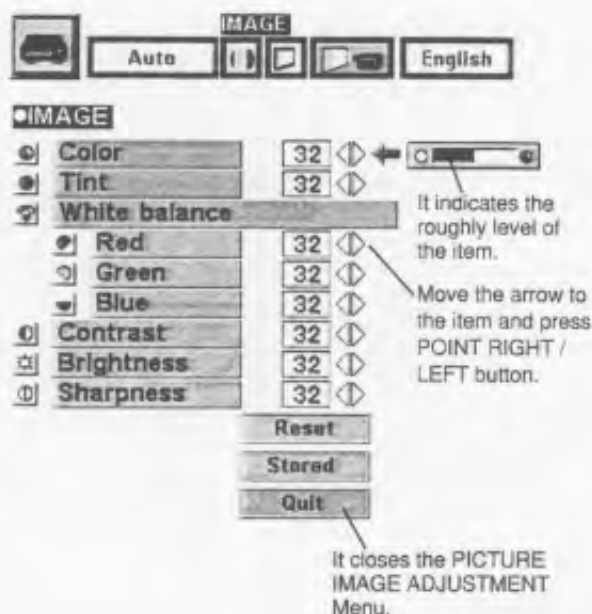 IMAGE
Auto
English
IMAGE
Color 32
Tint 32
White balance
Red 32
Green 32
Blue 32
Contrast 32
Brightness 32
Sharpness 32
It indicates the
roughly level of
the item.
Move the arrow to
the item and press
POINT RIGHT /
LEFT button.
Reset
Stored
Quit
It closes the PICTURE
IMAGE ADJUSTMENT
Menu.